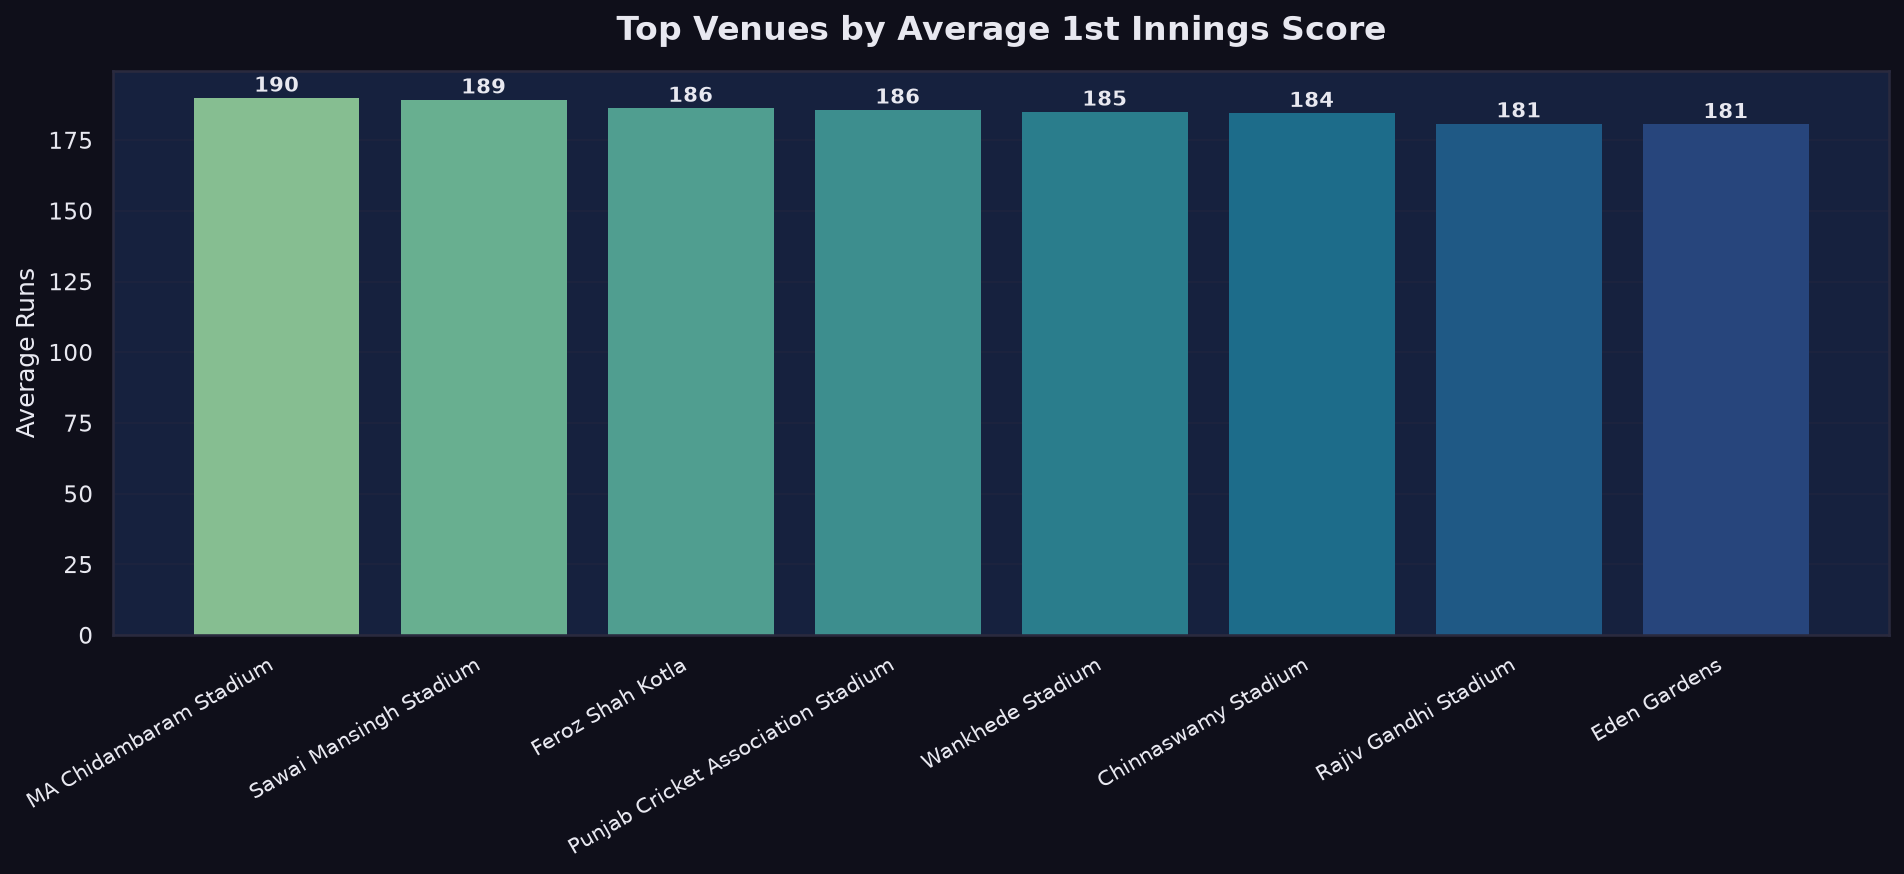 Top Venues by Average 1st Innings Score
190
189
186
186
185
184
181
181
Average Runs
175
150
125
100
75
50
25
0
MA Chidambaram Stadium
Sawai Mansingh Stadium
Feroz Shah Kotla
Punjab Cricket Association Stadium
Wankhede Stadium
Chinnaswamy Stadium
Rajiv Gandhi Stadium
Eden Gardens